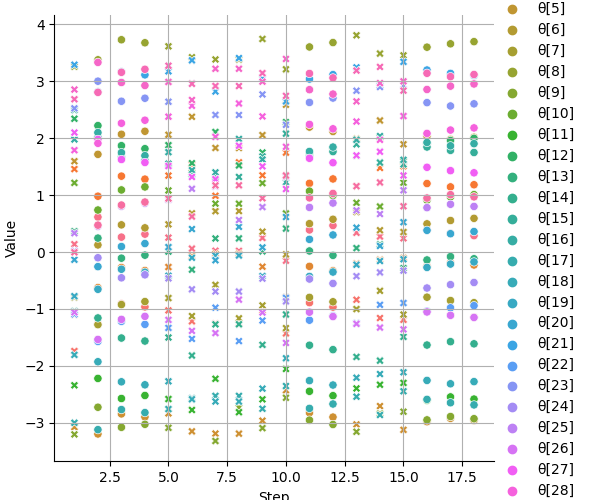 4
3
2
1
0
−1
−2
−3
Value
2.5
5.0
7.5
10.0
12.5
15.0
17.5
Step
θ[5]
θ[6]
θ[7]
θ[8]
θ[9]
θ[10]
θ[11]
θ[12]
θ[13]
θ[14]
θ[15]
θ[16]
θ[17]
θ[18]
θ[19]
θ[20]
θ[21]
θ[22]
θ[23]
θ[24]
θ[25]
θ[26]
θ[27]
θ[28]